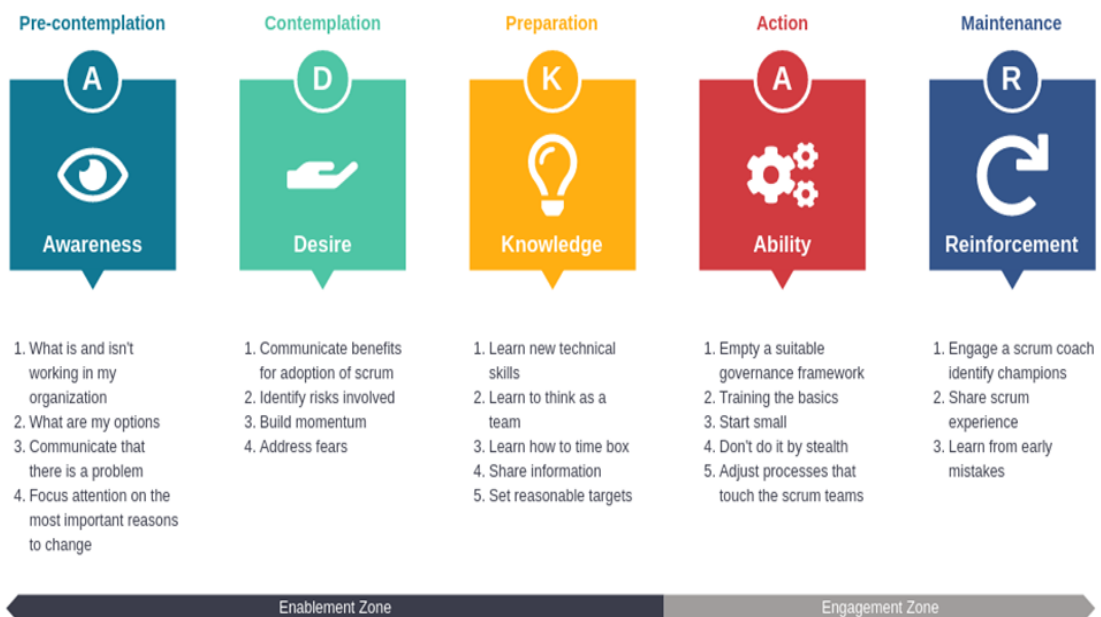 Pre-contemplation
Contemplation
Preparation
Action
Maintenance
A
D
K
A
R
Awareness
Desire
Knowledge
Ability
Reinforcement
1. What is and isn't
working in my
organization
2. What are my options
3. Communicate that
there is a problem
4. Focus attention on the
most important reasons
to change
1. Communicate benefits
for adoption of scrum
2. Identify risks involved
3. Build momentum
4. Address fears
1. Learn new technical
skills
2. Learn to think as a
team
3. Learn how to time box
4. Share information
5. Set reasonable targets
1. Empty a suitable
governance framework
2. Training the basics
3. Start small
4. Don't do it by stealth
5. Adjust processes that
touch the scrum teams
1. Engage a scrum coach
identify champions
2. Share scrum
experience
3. Learn from early
mistakes
Enablement Zone
Engagement Zone